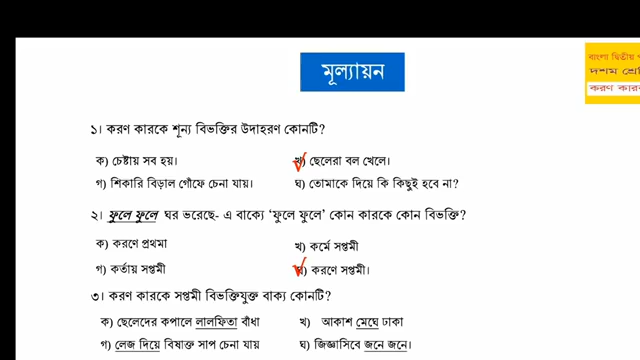 মূল্যায়ন
বাংলা দ্বিতীয়
দশম
করণ
১। করণ কারকে শূন্য বিভক্তির উদাহরণ কোনটি?
ক) চেষ্টায় সব হয়।
খ) ছেলেরা বল খেলে।
গ) শিকারি বিড়াল গোঁফে চেনা যায়।
ঘ) তোমাকে দিয়ে কি কিছুই হবে না?
২। ফুলে ফুলে ঘর ভরেছে- এ বাক্যে ‘ফুলে ফুলে’ কোন কারকে কোন বিভক্তি?
ক) করণে প্রথমা
খ) কর্মে সপ্তমী
গ) কর্তায় সপ্তমী
ঘ) করণে সপ্তমী।
৩। করণ কারকে সপ্তমী বিভক্তিযুক্ত বাক্য কোনটি?
ক) ছেলেদের কপালে লালফিতা বাঁধা
খ) আকাশ মেঘে ঢাকা
গ) লেজ দিয়ে বিষাক্ত সাপ চেনা যায়
ঘ) জিজ্ঞাসিবে জনে জনে।